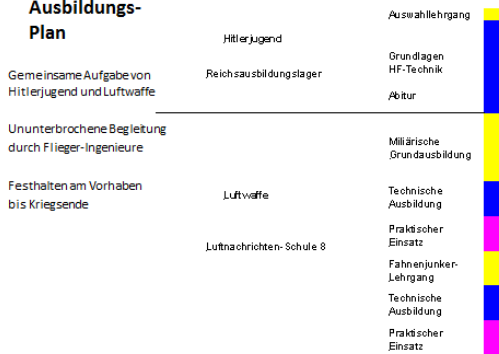 Ausbildungs-
Plan
Gemeinsame Aufgabe von
Hitlerjugend und Luftwaffe
Ununterbrochene Begleitung
durch Flieger-Ingenieure
Festhalten am Vorhaben
bis Kriegsende
Hitlerjugend
Reichsausbildungslager
Luftwaffe
Luftnachrichten- Schule 8
Auswahllehrgang
Grundlagen
HF-Technik
Abitur
Miliärische
Grundausbildung
Technische
Ausbildung
Praktischer
Einsatz
Fahnenjunker-
Lehrgang
Technische
Ausbildung
Praktischer
Einsatz